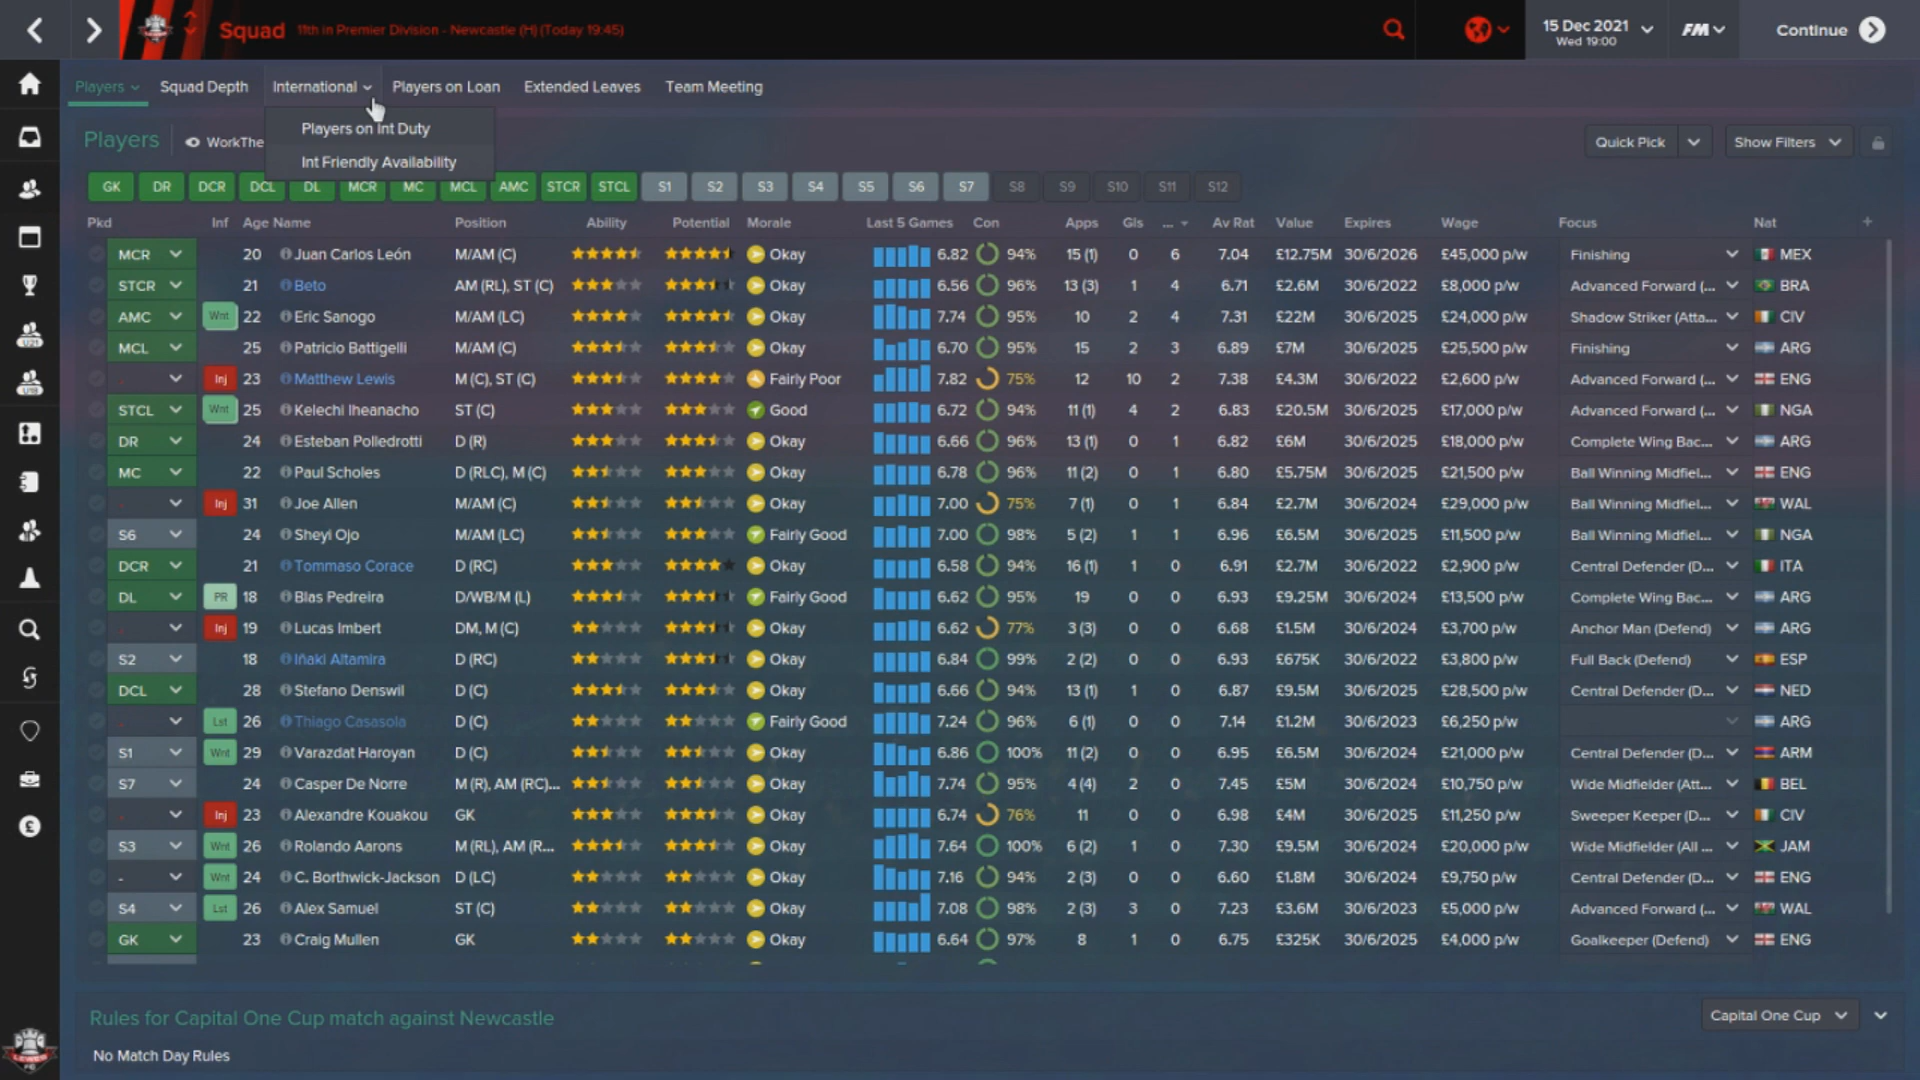 Squad 11th in Premier Division - Newcastle (H) (Today 19:45)
15 Dec 2021
Wed 19:00
FM
Continue
Players Squad Depth International Players on Loan Extended Leaves Team Meeting
Players on Int Duty
Int Friendly Availability
Players WorkThe Quick Pick Show Filters
GK DR DCR DCL DL MCR MC MCL AMC STCR STCL S1 S2 S3 S4 S5 S6 S7 S8 S9 S10 S11 S12
Pkd Inf Age Name Position Ability Potential Morale Last 5 Games Con Apps Gls ... Av Rat Value Expires Wage Focus Nat +
MCR 20 Juan Carlos León M/AM (C) Okay 6.82 94% 15 (1) 0 6 7.04 £12.75M 30/6/2026 £45,000 p/w Finishing MEX
STCR 21 Beto AM (RL), ST (C) Okay 6.56 96% 13 (3) 1 4 6.71 £2.6M 30/6/2022 £8,000 p/w Advanced Forward (... BRA
AMC Wnt 22 Eric Sanogo M/AM (LC) Okay 7.74 95% 10 2 4 7.31 £22M 30/6/2025 £24,000 p/w Shadow Striker (Atta... CIV
MCL 25 Patricio Battigelli M/AM (C) Okay 6.70 95% 15 2 3 6.89 £7M 30/6/2025 £25,500 p/w Finishing ARG
- Inj 23 Matthew Lewis M (C), ST (C) Fairly Poor 7.82 75% 12 10 2 7.38 £4.3M 30/6/2022 £2,600 p/w Advanced Forward (... ENG
STCL Wnt 25 Kelechi Iheanacho ST (C) Good 6.72 94% 11 (1) 4 2 6.83 £20.5M 30/6/2025 £17,000 p/w Advanced Forward (... NGA
DR 24 Esteban Polledrotti D (R) Okay 6.66 96% 13 (1) 0 1 6.82 £6M 30/6/2025 £18,000 p/w Complete Wing Bac... ARG
MC 22 Paul Scholes D (RLC), M (C) Okay 6.78 96% 11 (2) 0 1 6.80 £5.75M 30/6/2025 £21,500 p/w Ball Winning Midfiel... ENG
- Inj 31 Joe Allen M/AM (C) Okay 7.00 75% 7 (1) 0 1 6.84 £2.7M 30/6/2024 £29,000 p/w Ball Winning Midfiel... WAL
S6 24 Sheyi Ojo M/AM (LC) Fairly Good 7.00 98% 5 (2) 1 1 6.96 £6.5M 30/6/2025 £11,500 p/w Ball Winning Midfiel... NGA
DCR 21 Tommaso Corace D (RC) Okay 6.58 94% 16 (1) 1 0 6.91 £2.7M 30/6/2022 £2,900 p/w Central Defender (D... ITA
DL PR 18 Blas Pedreira D/WB/M (L) Fairly Good 6.62 95% 19 0 0 6.93 £9.25M 30/6/2024 £13,500 p/w Complete Wing Bac... ARG
- Inj 19 Lucas Imbert DM, M (C) Okay 6.62 77% 3 (3) 0 0 6.68 £1.5M 30/6/2024 £3,700 p/w Anchor Man (Defend) ARG
S2 18 Iñaki Altamira D (RC) Okay 6.84 99% 2 (2) 0 0 6.93 £675K 30/6/2022 £3,800 p/w Full Back (Defend) ESP
DCL 28 Stefano Denswil D (C) Okay 6.66 94% 13 (1) 1 0 6.87 £9.5M 30/6/2024 £28,500 p/w Central Defender (D... NED
- Lst 26 Thiago Casasola D (C) Fairly Good 7.24 96% 6 (1) 0 0 7.14 £1.2M 30/6/2023 £6,250 p/w ARG
S1 Wnt 29 Varazdat Haroyan D (C) Okay 6.86 100% 11 (2) 0 0 6.95 £6.5M 30/6/2024 £21,000 p/w Central Defender (D... ARM
S7 24 Casper De Norre M (R), AM (RC)... Okay 7.74 95% 4 (4) 2 0 7.45 £5M 30/6/2024 £10,750 p/w Wide Midfielder (Att... BEL
- Inj 23 Alexandre Kouakou GK Okay 6.74 76% 11 0 0 6.98 £4M 30/6/2025 £11,250 p/w Sweeper Keeper (D... CIV
S3 Wnt 26 Rolando Aarons M (RL), AM (R... Okay 7.64 100% 6 (2) 1 0 7.30 £9.5M 30/6/2024 £20,000 p/w Wide Midfielder (All ... JAM
- Wnt 24 C. Borthwick-Jackson D (LC) Okay 7.16 94% 2 (3) 0 0 6.60 £1.8M 30/6/2024 £9,750 p/w Central Defender (D... ENG
S4 Lst 26 Alex Samuel ST (C) Okay 7.08 98% 2 (3) 3 0 7.23 £3.6M 30/6/2023 £5,000 p/w Advanced Forward (... WAL
GK 23 Craig Mullen GK Okay 6.64 97% 8 1 0 6.75 £325K 30/6/2025 £4,000 p/w Goalkeeper (Defend) ENG
Rules for Capital One Cup match against Newcastle Capital One Cup
No Match Day Rules